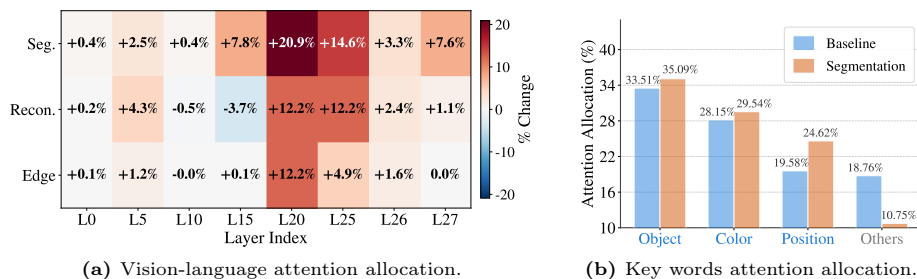 Seg. +0.4% +2.5% +0.4% +7.8% +20.9% +14.6% +3.3% +7.6%
Recon. +0.2% +4.3% -0.5% -3.7% +12.2% +12.2% +2.4% +1.1%
Edge +0.1% +1.2% -0.0% +0.1% +12.2% +4.9% +1.6% 0.0%
L0 L5 L10 L15 L20 L25 L26 L27
Layer Index
20
10
0
-10
-20
% Change
(a) Vision-language attention allocation.
Attention Allocation (%)
40
34
28
22
16
10
Baseline
Segmentation
33.51% 35.09%
28.15% 29.54%
19.58% 24.62%
18.76% 10.75%
Object Color Position Others
(b) Key words attention allocation.